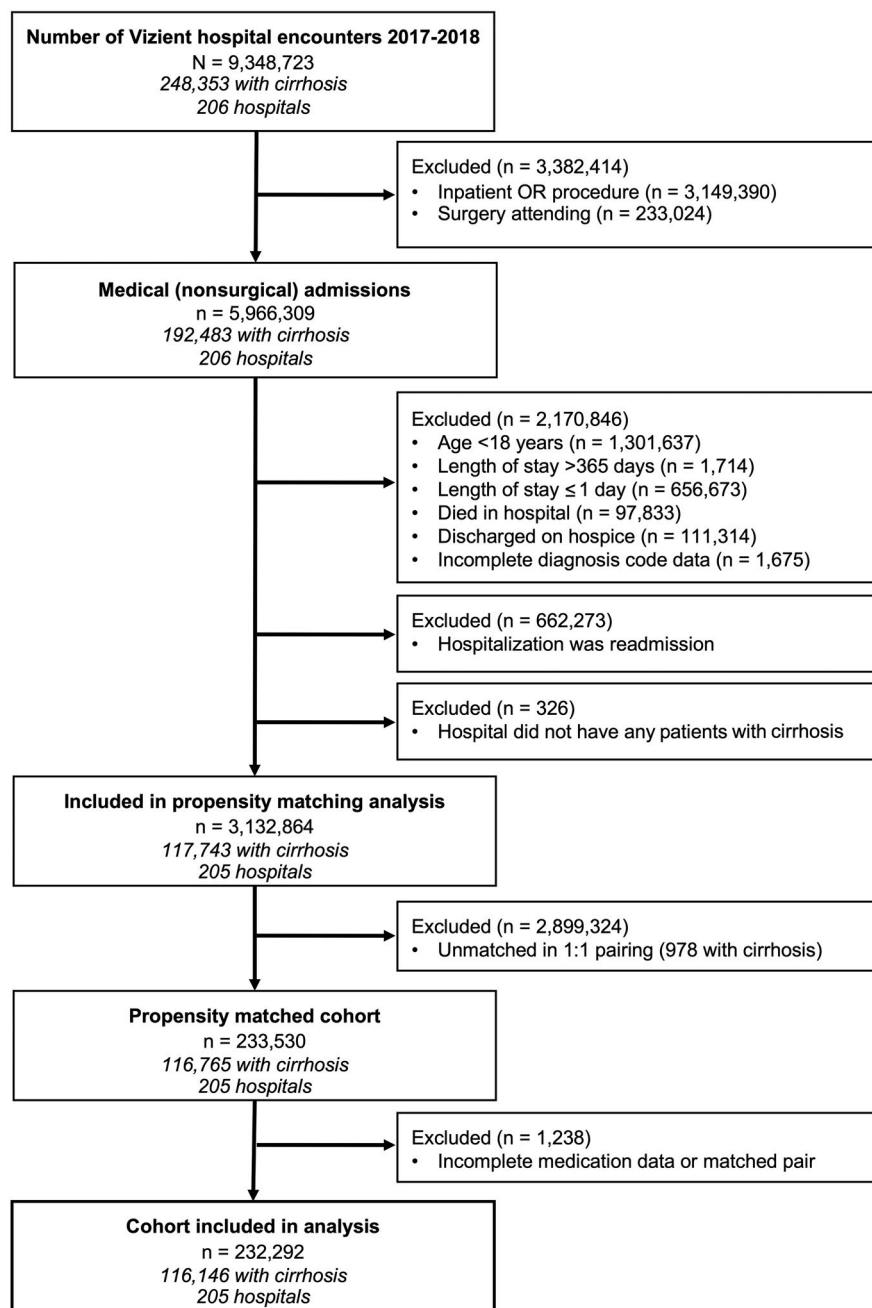 Number of Vizient hospital encounters 2017-2018
N = 9,348,723
248,353 with cirrhosis
206 hospitals
Excluded (n = 3,382,414)
• Inpatient OR procedure (n = 3,149,390)
• Surgery attending (n = 233,024)
Medical (nonsurgical) admissions
n = 5,966,309
192,483 with cirrhosis
206 hospitals
Excluded (n = 2,170,846)
• Age <18 years (n = 1,301,637)
• Length of stay >365 days (n = 1,714)
• Length of stay ≤ 1 day (n = 656,673)
• Died in hospital (n = 97,833)
• Discharged on hospice (n = 111,314)
• Incomplete diagnosis code data (n = 1,675)
Excluded (n = 662,273)
• Hospitalization was readmission
Excluded (n = 326)
• Hospital did not have any patients with cirrhosis
Included in propensity matching analysis
n = 3,132,864
117,743 with cirrhosis
205 hospitals
Excluded (n = 2,899,324)
• Unmatched in 1:1 pairing (978 with cirrhosis)
Propensity matched cohort
n = 233,530
116,765 with cirrhosis
205 hospitals
Excluded (n = 1,238)
• Incomplete medication data or matched pair
Cohort included in analysis
n = 232,292
116,146 with cirrhosis
205 hospitals